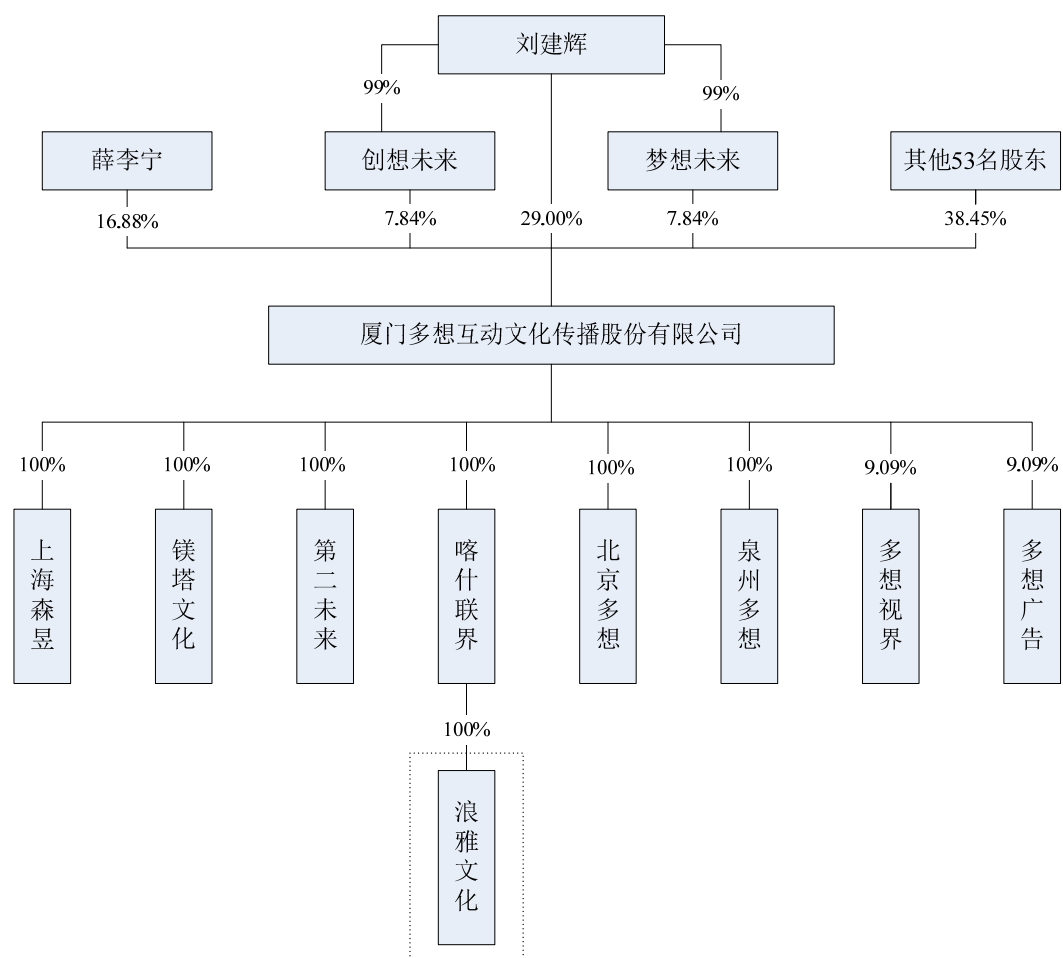 刘建辉
99%
99%
薛李宁
创想未来
梦想未来
其他53名股东
16.88%
7.84%
29.00%
7.84%
38.45%
厦门多想互动文化传播股份有限公司
100%
100%
100%
100%
100%
100%
9.09%
9.09%
上海森昱
镁塔文化
第二未来
喀什联界
北京多想
泉州多想
多想视界
多想广告
100%
浪雅文化